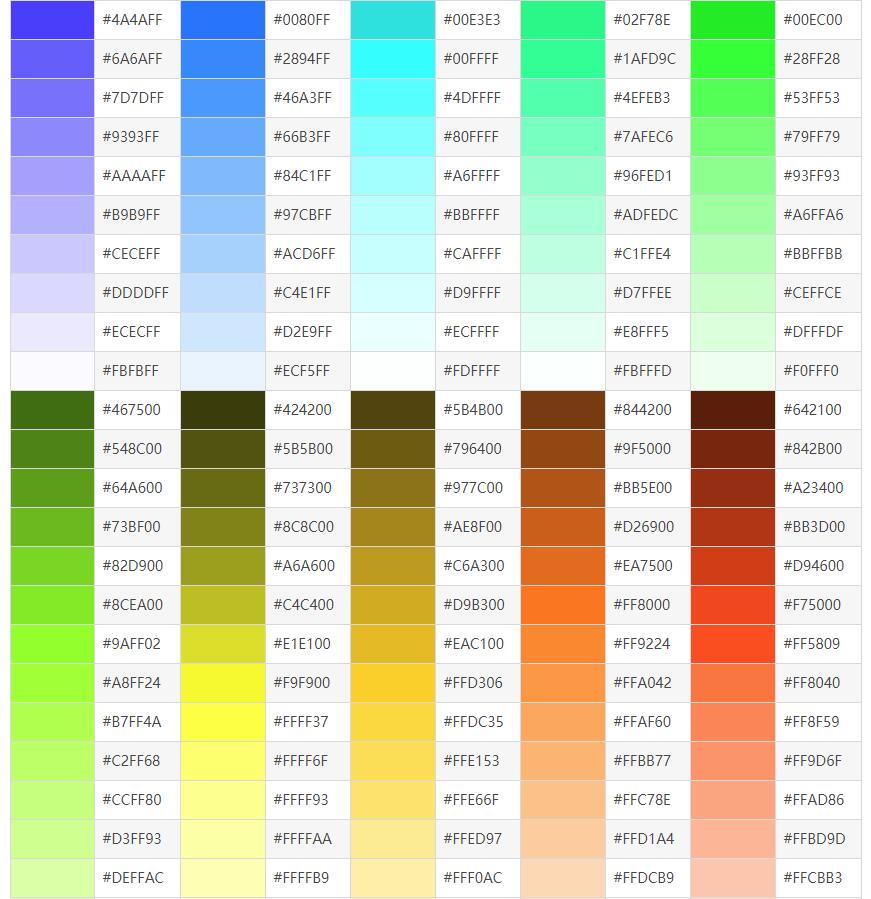 #4A4AFF #0080FF #00E3E3 #02F78E #00EC00
#6A6AFF #2894FF #00FFFF #1AFD9C #28FF28
#7D7DFF #46A3FF #4DFFFF #4EFEB3 #53FF53
#9393FF #66B3FF #80FFFF #7AFEC6 #79FF79
#AAAAFF #84C1FF #A6FFFF #96FED1 #93FF93
#B9B9FF #97CBFF #BBFFFF #ADFEDC #A6FFA6
#CECEFF #ACD6FF #CAFFFF #C1FFE4 #BBFFBB
#DDDDFF #C4E1FF #D9FFFF #D7FFEE #CEFFCE
#ECECFF #D2E9FF #ECFFFF #E8FFF5 #DFFFDF
#FBFBFF #ECF5FF #FDFFFF #FBFFFD #F0FFF0
#467500 #424200 #5B4B00 #844200 #642100
#548C00 #5B5B00 #796400 #9F5000 #842B00
#64A600 #737300 #977C00 #BB5E00 #A23400
#73BF00 #8C8C00 #AE8F00 #D26900 #BB3D00
#82D900 #A6A600 #C6A300 #EA7500 #D94600
#8CEA00 #C4C400 #D9B300 #FF8000 #F75000
#9AFF02 #E1E100 #EAC100 #FF9224 #FF5809
#A8FF24 #F9F900 #FFD306 #FFA042 #FF8040
#B7FF4A #FFFF37 #FFDC35 #FFAF60 #FF8F59
#C2FF68 #FFFF6F #FFE153 #FFBB77 #FF9D6F
#CCFF80 #FFFF93 #FFE66F #FFC78E #FFAD86
#D3FF93 #FFFFAA #FFED97 #FFD1A4 #FFBD9D
#DEFFAC #FFFFB9 #FFF0AC #FFDCB9 #FFCBB3